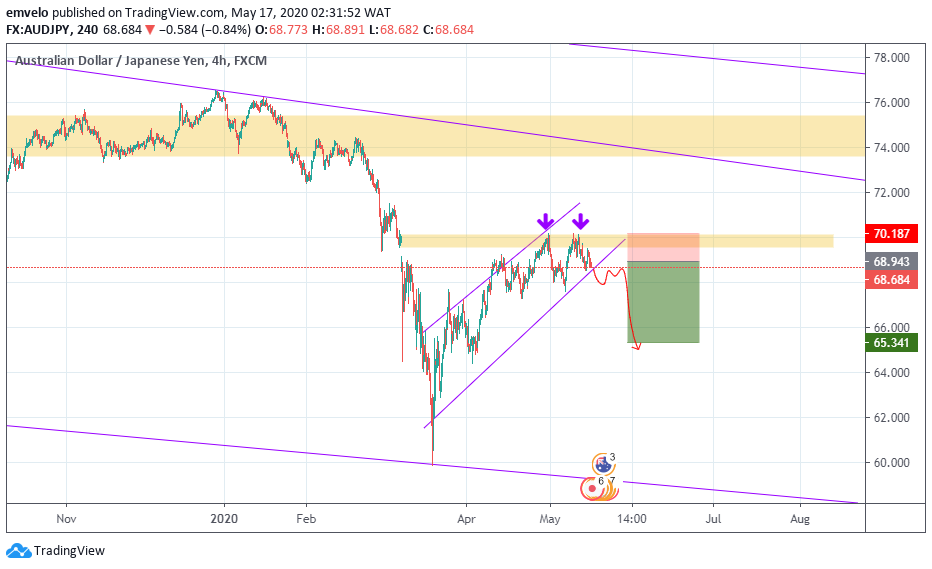 emvelo published on TradingView.com, May 17, 2020 02:31:52 WAT
FX:AUDJPY, 240 68.684 ▼ −0.584 (−0.84%) O:68.773 H:68.891 L:68.682 C:68.684
Australian Dollar / Japanese Yen, 4h, FXCM
78.000
76.000
74.000
72.000
70.187
68.943
68.684
66.000
65.341
64.000
62.000
60.000
3
6 7
Nov 2020 Feb Apr May 14:00 Jul Aug
TradingView